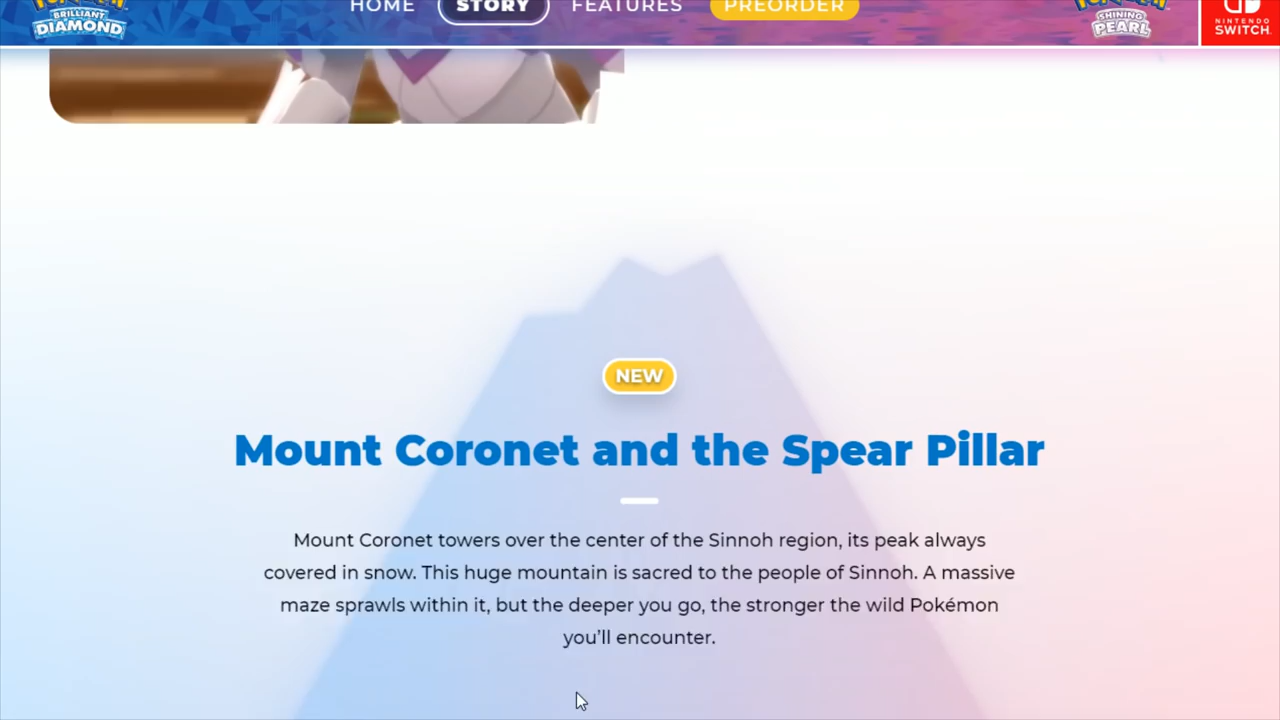 BRILLIANT
DIAMOND
HOME
STORY
FEATURES
PREORDER
SHINING
PEARL
NINTENDO
SWITCH.
NEW
Mount Coronet and the Spear Pillar
Mount Coronet towers over the center of the Sinnoh region, its peak always
covered in snow. This huge mountain is sacred to the people of Sinnoh. A massive
maze sprawls within it, but the deeper you go, the stronger the wild Pokémon
you’ll encounter.